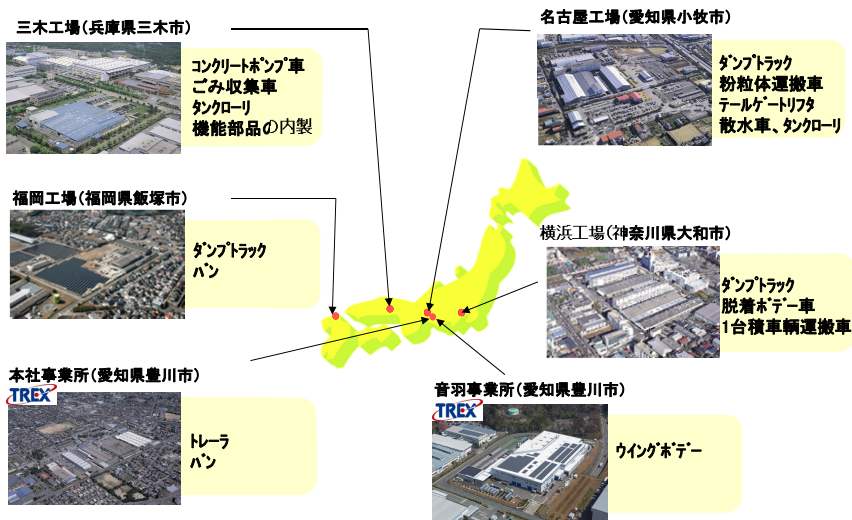 三木工場（兵庫県三木市）
コンクリートポンプ車
ごみ収集車
タンクローリ
機能部品の内製
名古屋工場（愛知県小牧市）
ダンプトラック
粉粒体運搬車
テールゲートリフタ
散水車、タンクローリ
福岡工場（福岡県飯塚市）
ダンプトラック
バン
横浜工場（神奈川県大和市）
ダンプトラック
脱着ボデー車
1台積車輌運搬車
本社事業所（愛知県豊川市）
TREX
トレーラ
バン
音羽事業所（愛知県豊川市）
TREX
ウイングボデー